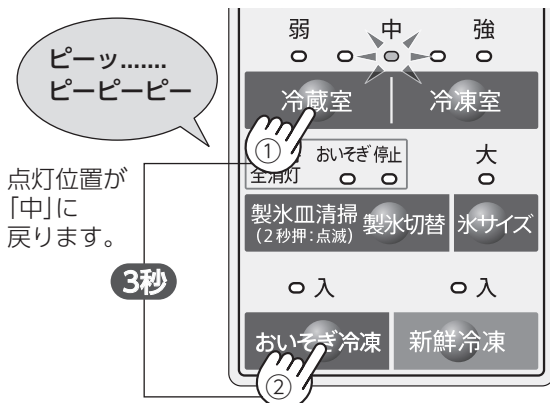 ピーッ.......
ピーピーピー
点灯位置が
「中」に
戻ります。
3秒
弱 中 強
冷蔵室 冷凍室
①
おいそぎ 停止
全消灯
大
製氷皿清掃
(2秒押:点滅)
製氷切替
氷サイズ
入 入
おいそぎ冷凍 新鮮冷凍
②